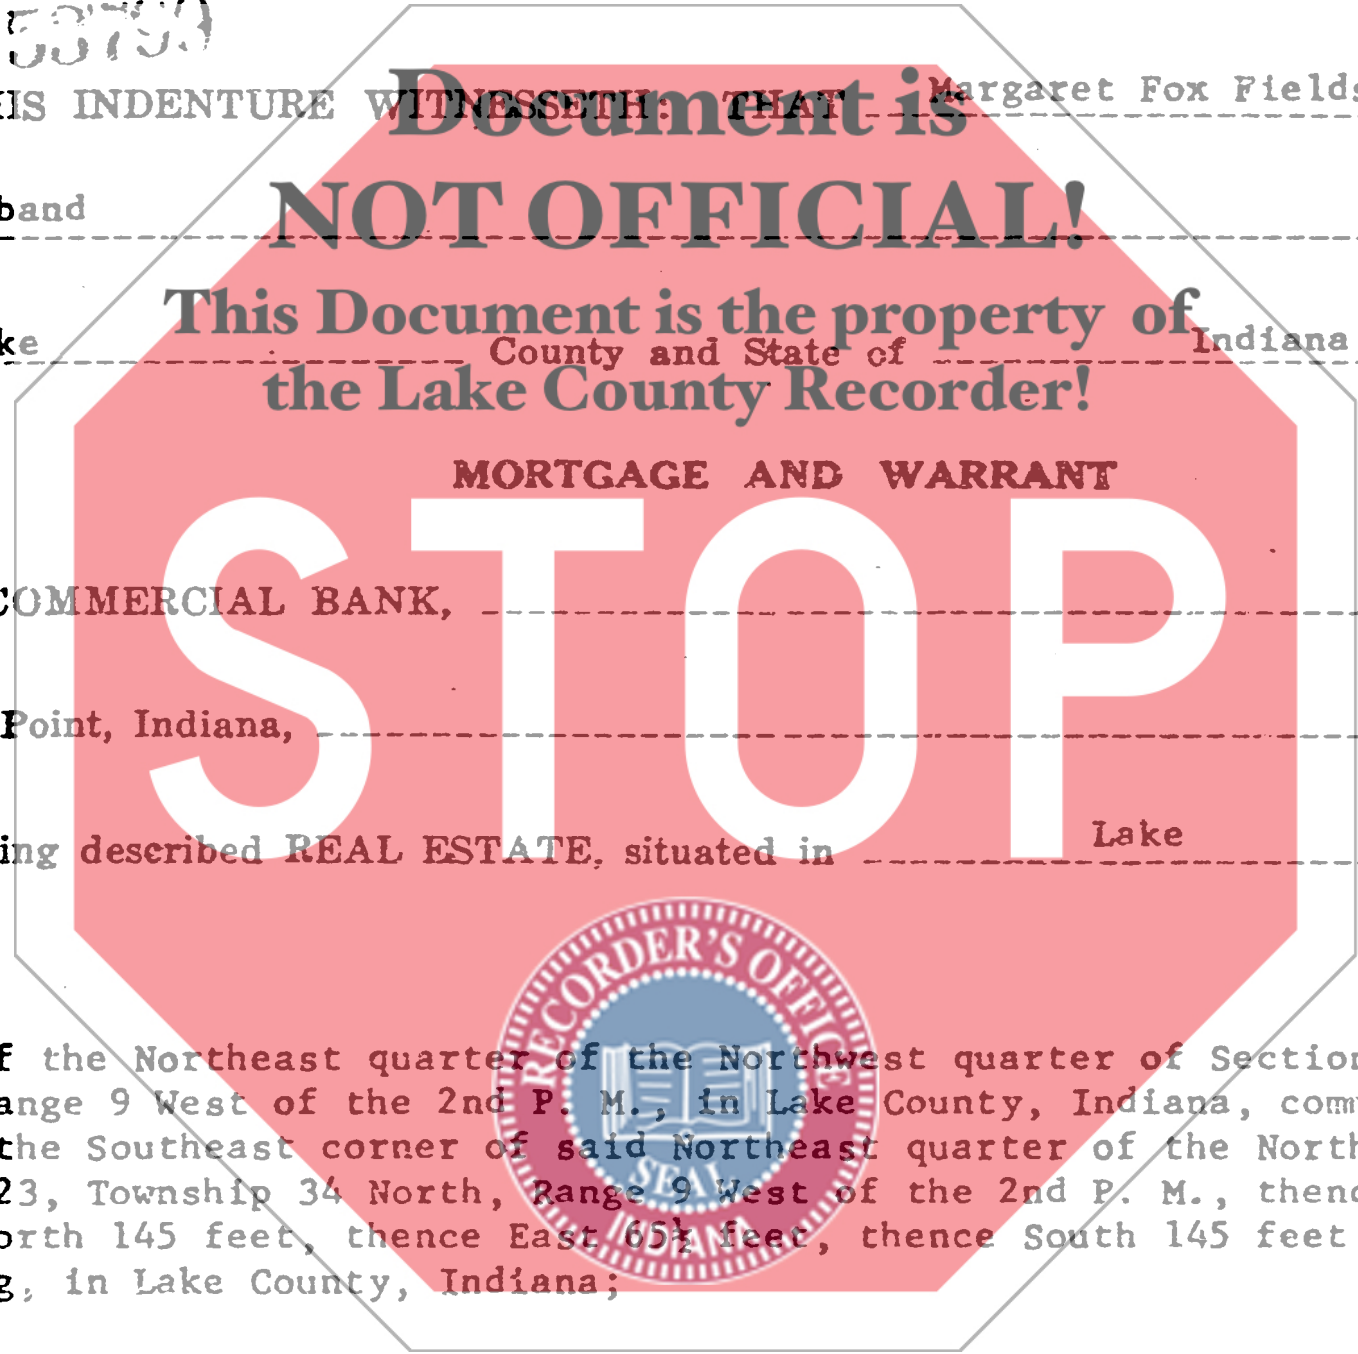 IS INDENTURE WITNESSETH: THAT Margaret Fox Fields
Document is
band
NOT OFFICIAL!
This Document is the property of
ke County and State of Indiana
the Lake County Recorder!
MORTGAGE AND WARRANT
STOP
COMMERCIAL BANK,
Point, Indiana,
ing described REAL ESTATE, situated in Lake
RECORDER'S OFFICE
SEAL
INDIANA
f the Northeast quarter of the Northwest quarter of Section
ange 9 West of the 2nd P. M., in Lake County, Indiana, com
the Southeast corner of said Northeast quarter of the North
23, Township 34 North, Range 9 West of the 2nd P. M., thenc
orth 145 feet, thence East 65½ feet, thence South 145 feet
g, in Lake County, Indiana;